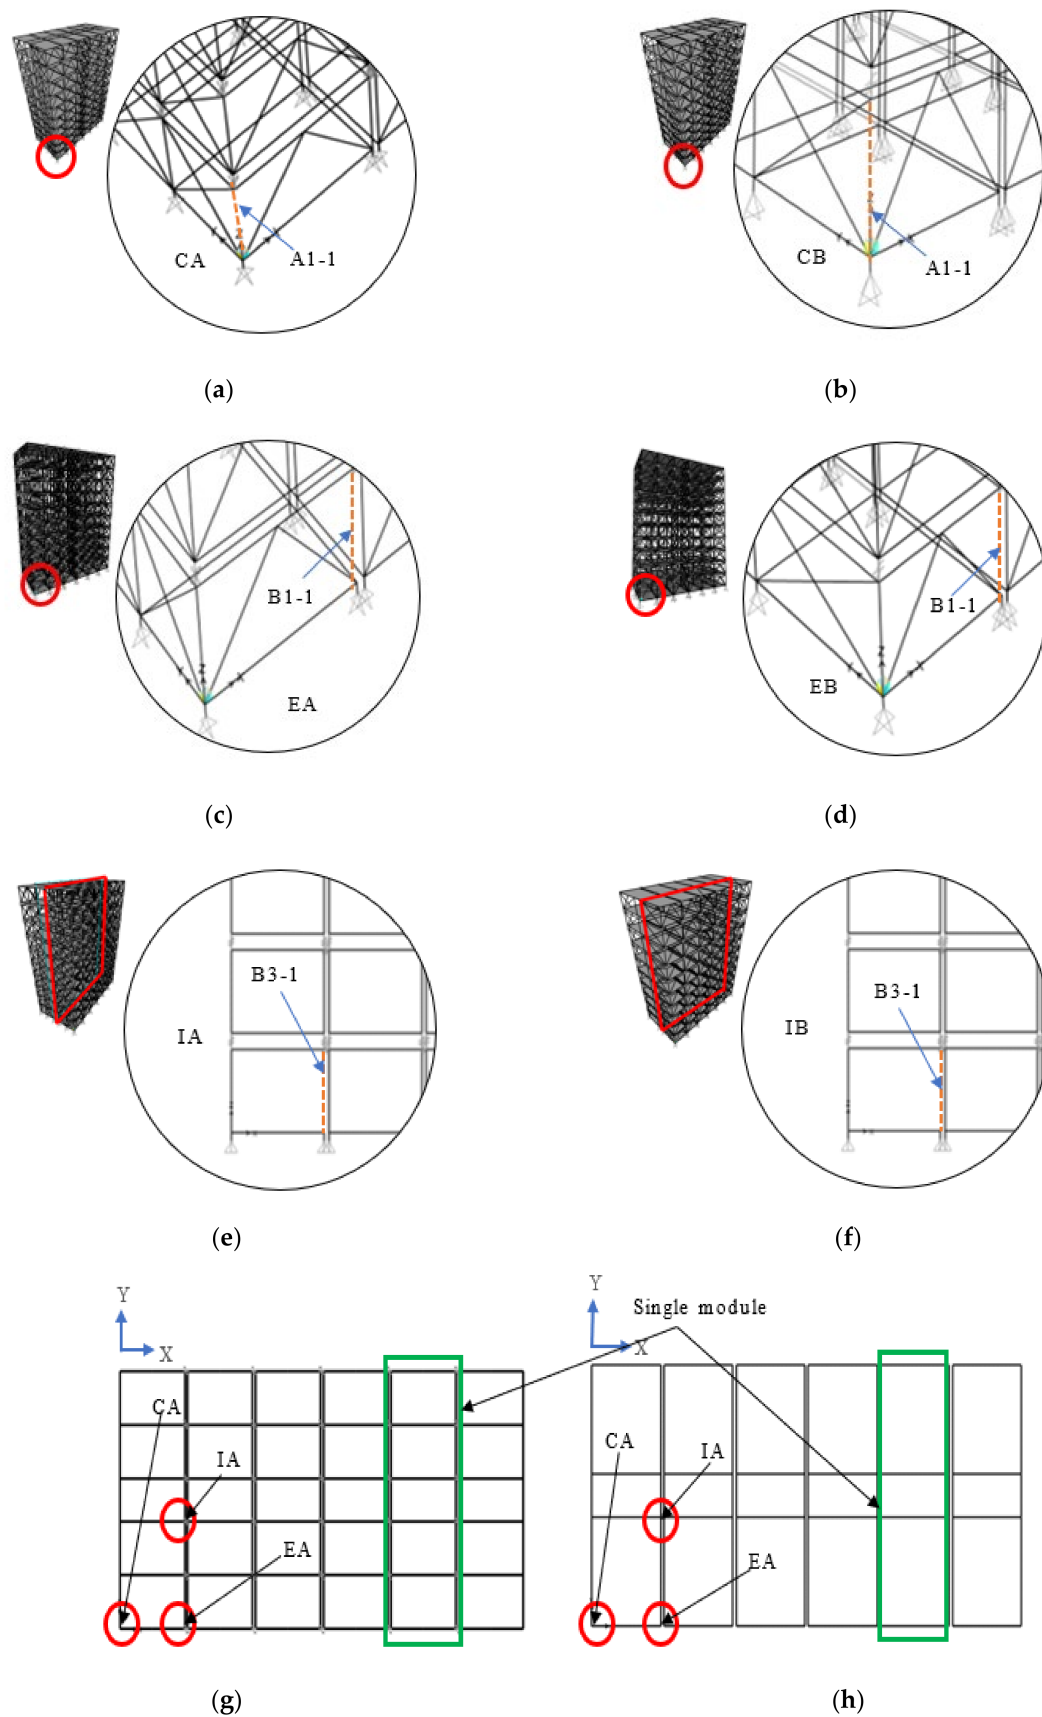 Y
Z
X
CA
A1-1
Y
Z
X
CB
A1-1
(a)
(b)
B1-1
Y
Z
X
EA
B1-1
Y
Z
X
EB
(c)
(d)
B3-1
IA
B3-1
IB
(e)
(f)
Y
X
Y
X
Single module
CA
IA
EA
CA
IA
EA
(g)
(h)